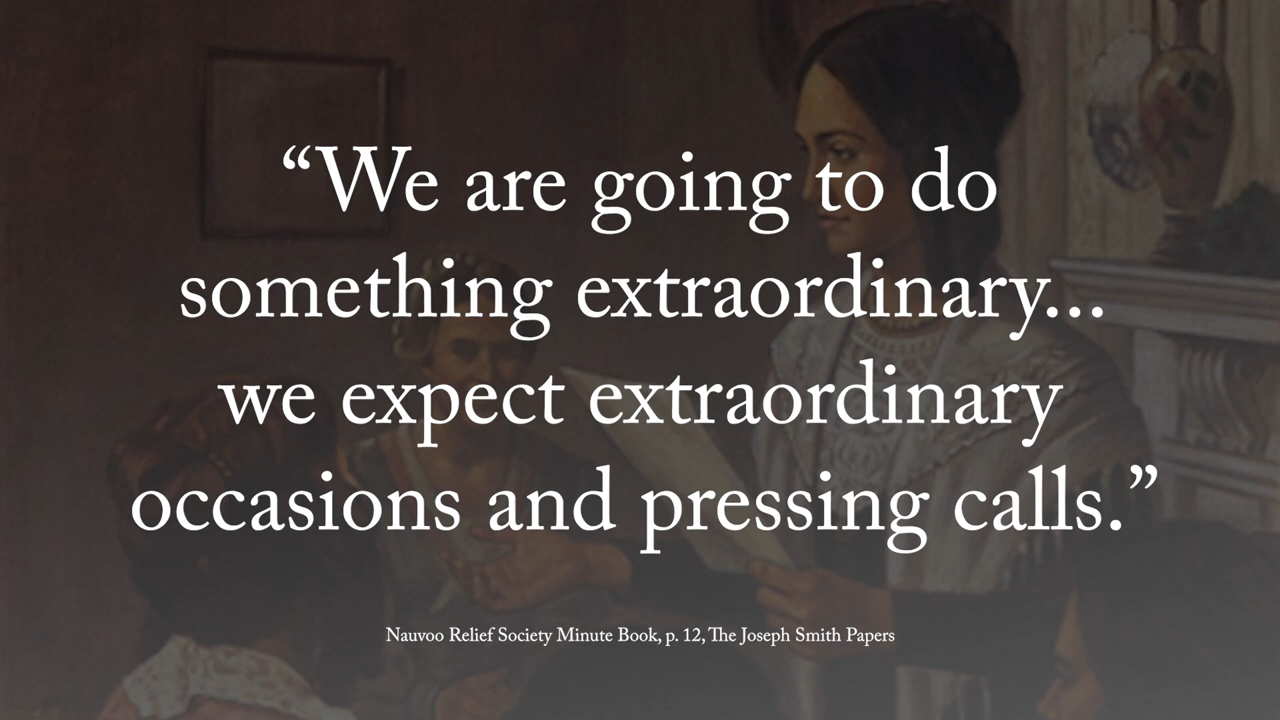 “We are going to do
something extraordinary...
we expect extraordinary
occasions and pressing calls.”
Nauvoo Relief Society Minute Book, p. 12, The Joseph Smith Papers